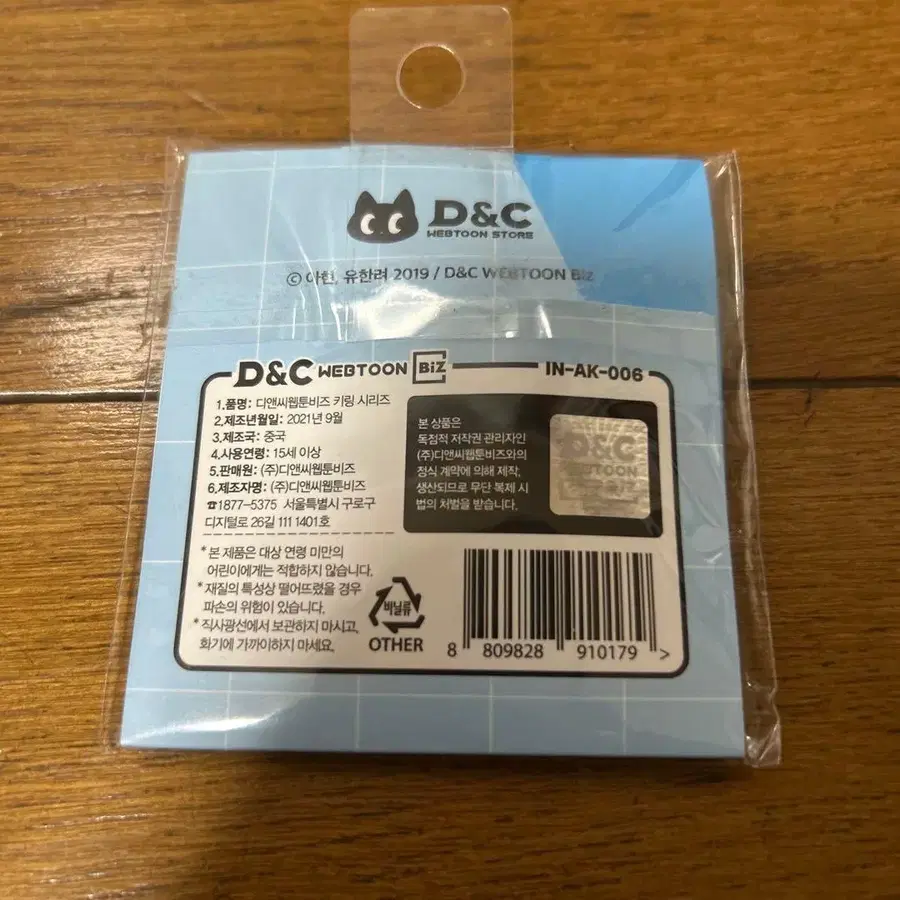 D&C
WEBTOON STORE
© 아현, 유한려 2019 / D&C WEBTOON Biz
D&C WEBTOON BiZ
IN-AK-006
1.품명: 디앤씨웹툰비즈 키링 시리즈
2.제조년월일: 2021년 9월
3.제조국: 중국
4.사용연령: 15세 이상
5.판매원: (주)디앤씨웹툰비즈
6.제조자명: (주)디앤씨웹툰비즈
☎1877-5375 서울특별시 구로구
디지털로 26길 111 1401호
*본 제품은 대상 연령 미만의
어린이에게는 적합하지 않습니다.
*재질의 특성상 떨어뜨렸을 경우
파손의 위험이 있습니다.
*직사광선에서 보관하지 마시고,
화기에 가까이하지 마세요.
본 상품은
독점적 저작권 관리자인
(주)디앤씨웹툰비즈와의
정식 계약에 의해 제작,
생산되므로 무단 복제 시
법의 처벌을 받습니다.
D&C
WEBTOON
비닐류
OTHER
8 809828 910179 >